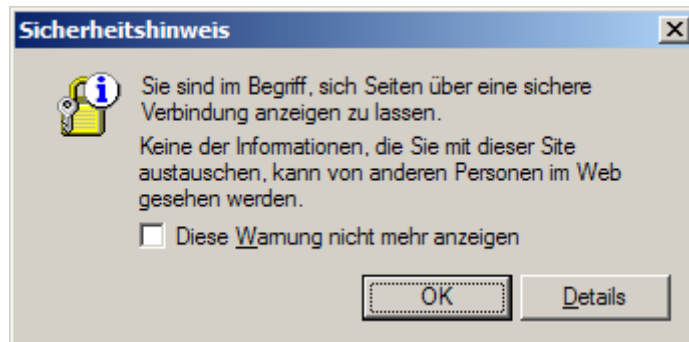 Sicherheitshinweis
Sie sind im Begriff, sich Seiten über eine sichere
Verbindung anzeigen zu lassen.
Keine der Informationen, die Sie mit dieser Site
austauschen, kann von anderen Personen im Web
gesehen werden.
Diese Warnung nicht mehr anzeigen
OK
Details